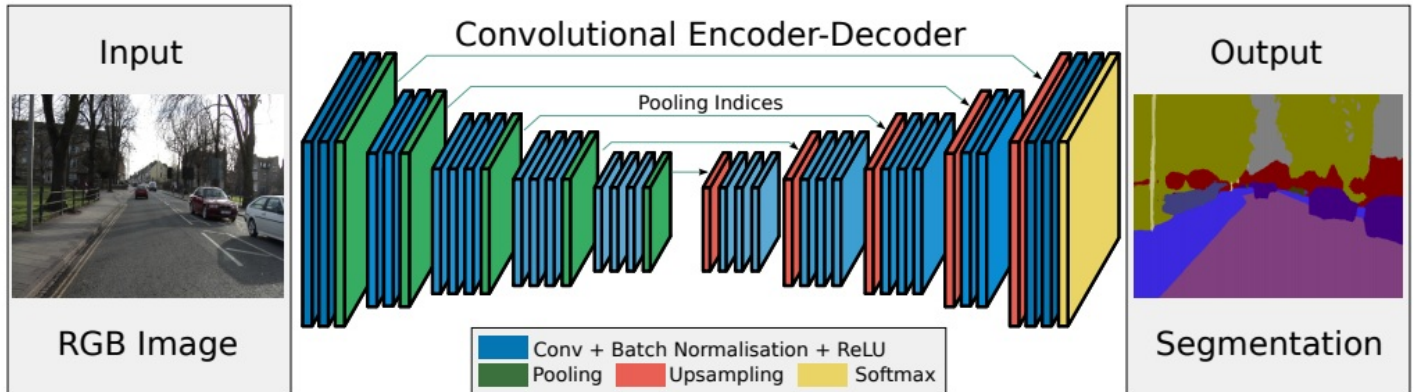 Input
RGB Image
Convolutional Encoder-Decoder
Pooling Indices
Conv + Batch Normalisation + ReLU
Pooling Upsampling Softmax
Output
Segmentation